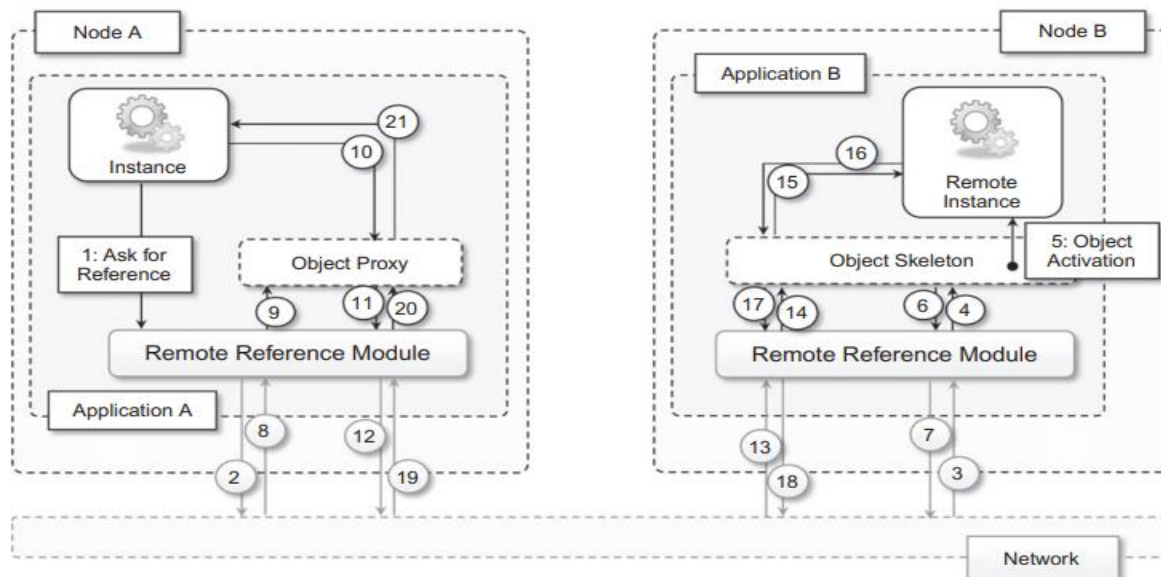 Node A
Node B
Application B
21
10
16
15
Instance
Remote
Instance
1: Ask for
Reference
5: Object
Activation
Object Proxy
Object Skeleton
9
11
20
17
14
6
4
Remote Reference Module
Remote Reference Module
Application A
8
12
13
7
2
19
18
3
Network